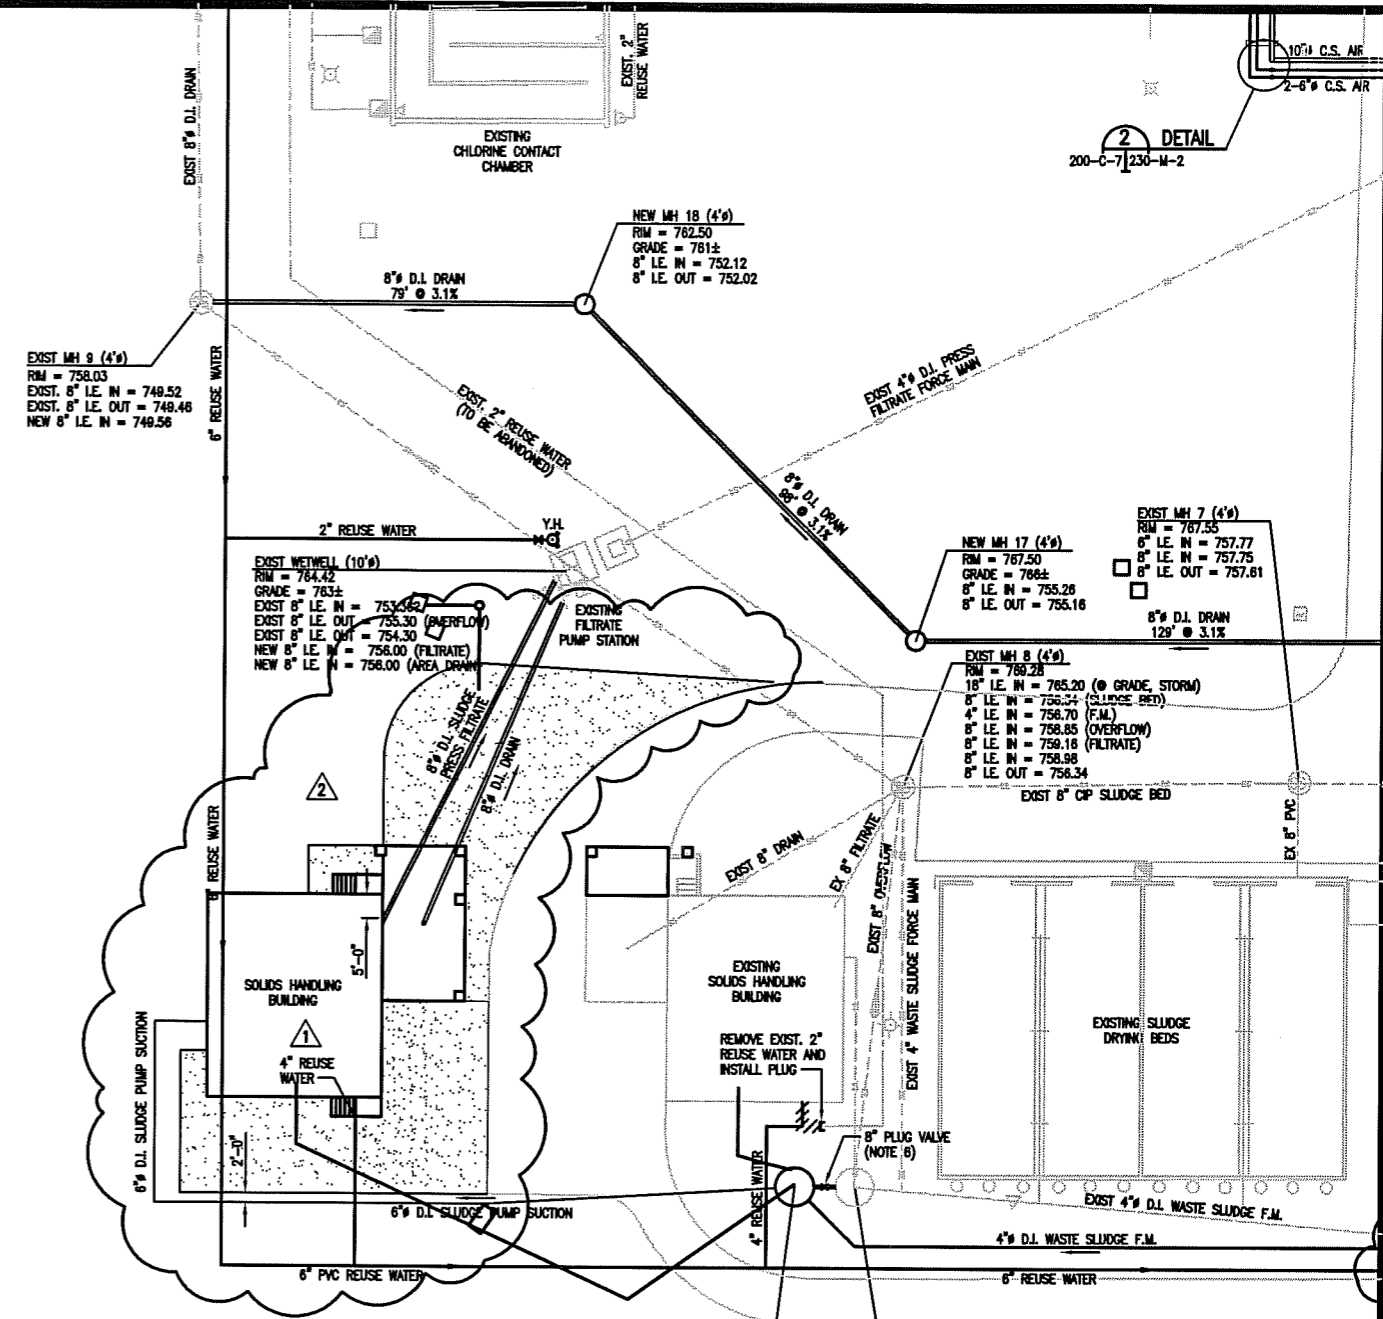 EXIST 8"ø D.I. DRAIN
EXIST. 2"
REUSE WATER
EXISTING
CHLORINE CONTACT
CHAMBER
10"ø C.S. AIR
2-6"ø C.S. AIR
2 DETAIL
200-C-7 230-M-2
NEW MH 18 (4'ø)
RIM = 762.50
GRADE = 761±
8" I.E. IN = 752.12
8" I.E. OUT = 752.02
8"ø D.I. DRAIN
79' @ 3.1%
EXIST MH 9 (4'ø)
RIM = 758.03
EXIST. 8" I.E. IN = 749.52
EXIST. 8" I.E. OUT = 749.46
NEW 8" I.E. IN = 749.56
6" REUSE WATER
EXIST. 2" REUSE WATER
(TO BE ABANDONED)
EXIST 4"ø D.I. PRESS
FILTRATE FORCE MAIN
8"ø D.I. DRAIN
98' @ 3.1%
2" REUSE WATER
Y.H.
EXIST MH 7 (4'ø)
RIM = 767.55
6" I.E. IN = 757.77
8" I.E. IN = 757.75
8" I.E. OUT = 757.61
NEW MH 17 (4'ø)
RIM = 767.50
GRADE = 766±
8" I.E. IN = 755.26
8" I.E. OUT = 755.16
8"ø D.I. DRAIN
129' @ 3.1%
EXIST WETWELL (10'ø)
RIM = 764.42
GRADE = 763±
EXIST 8" I.E. IN =
EXIST 8" I.E. OUT = 755.30 (OVERFLOW)
EXIST 8" I.E. OUT = 754.30
NEW 8" I.E. IN = 756.00 (FILTRATE)
NEW 8" I.E. IN = 756.00 (AREA DRAIN)
EXISTING
FILTRATE
PUMP STATION
EXIST MH 8 (4'ø)
RIM = 769.28
18" I.E. IN = 765.20 (@ GRADE, STORM)
8" I.E. IN = 756.54 (SLUDGE BED)
4" I.E. IN = 756.70 (F.M.)
8" I.E. IN = 756.85 (OVERFLOW)
8" I.E. IN = 759.16 (FILTRATE)
8" I.E. IN = 758.98
8" I.E. OUT = 756.34
8"ø D.I. SLUDGE
PRESS FILTRATE
8"ø D.I. DRAIN
2
6" REUSE WATER
EXIST 8" CIP SLUDGE BED
EX 8" PVC
EXIST 8" DRAIN
EX 8" FILTRATE
EXIST 8" OVERFLOW
EXIST 4" WASTE SLUDGE FORCE MAIN
5'-0"
SOLIDS HANDLING
BUILDING
1
4" REUSE
WATER
EXISTING
SOLIDS HANDLING
BUILDING
EXISTING SLUDGE
DRYING BEDS
REMOVE EXIST. 2"
REUSE WATER AND
INSTALL PLUG
6"ø D.I. SLUDGE PUMP SUCTION
2'-0"
8" PLUG VALVE
(NOTE 6)
4" REUSE WATER
EXIST 4"ø D.I. WASTE SLUDGE F.M.
6"ø D.I. SLUDGE PUMP SUCTION
4"ø D.I. WASTE SLUDGE F.M.
6" PVC REUSE WATER
6" REUSE WATER